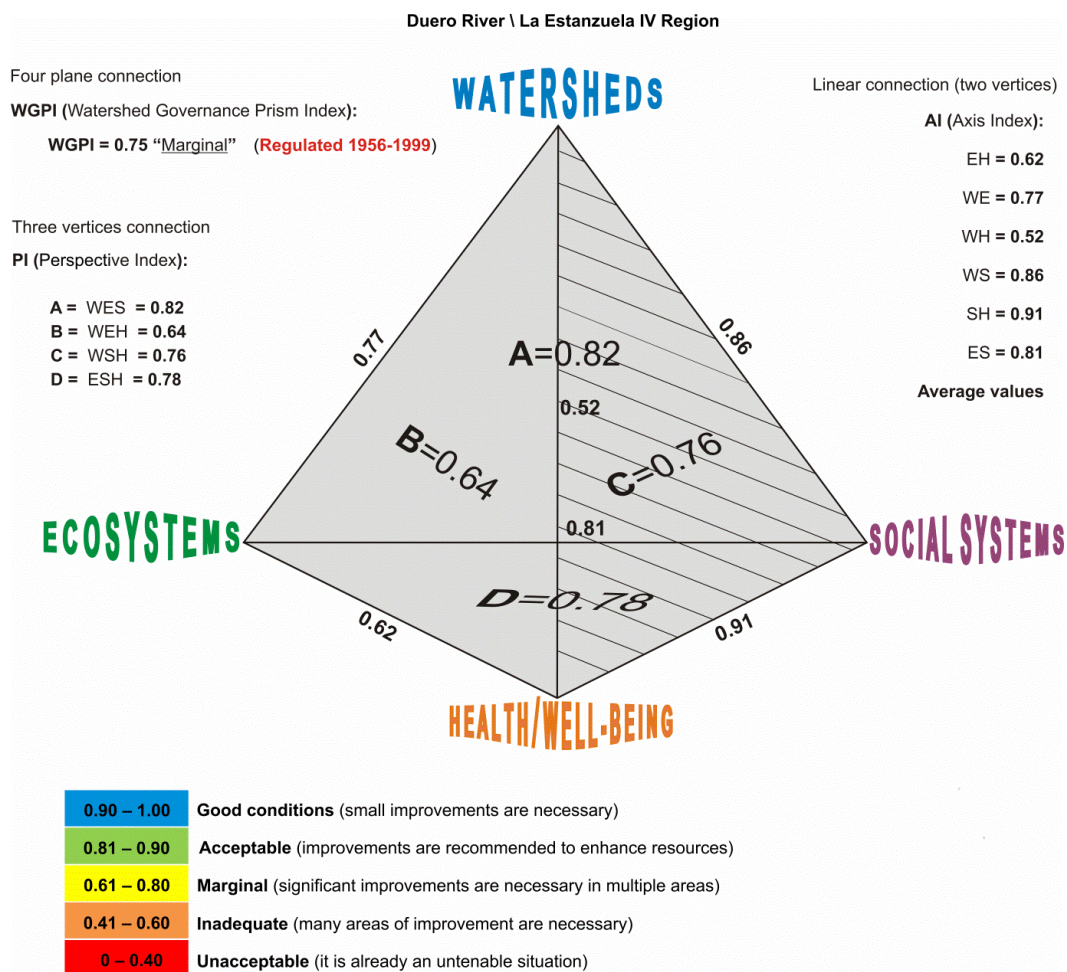 Duero River \ La Estanzuela IV Region
Four plane connection
WGPI (Watershed Governance Prism Index):
WGPI = 0.75 “Marginal” (Regulated 1956-1999)
Three vertices connection
PI (Perspective Index):
A = WES = 0.82
B = WEH = 0.64
C = WSH = 0.76
D = ESH = 0.78
WATERSHEDS
Linear connection (two vertices)
AI (Axis Index):
EH = 0.62
WE = 0.77
WH = 0.52
WS = 0.86
SH = 0.91
ES = 0.81
Average values
0.77
0.86
A=0.82
0.52
B=0.64
C=0.76
0.81
ECOSYSTEMS
SOCIAL SYSTEMS
D=0.78
0.62
0.91
HEALTH/WELL-BEING
0.90 – 1.00 Good conditions (small improvements are necessary)
0.81 – 0.90 Acceptable (improvements are recommended to enhance resources)
0.61 – 0.80 Marginal (significant improvements are necessary in multiple areas)
0.41 – 0.60 Inadequate (many areas of improvement are necessary)
0 – 0.40 Unacceptable (it is already an untenable situation)